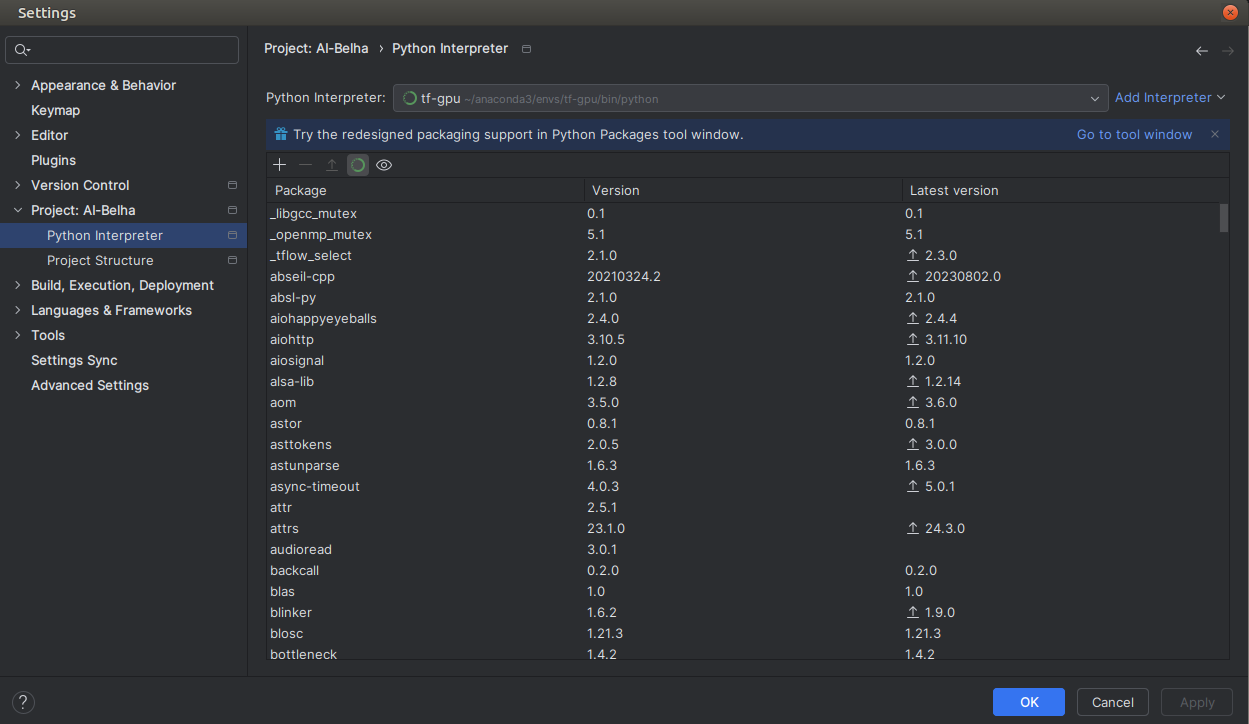 Settings
Project: AI-Belha › Python Interpreter
Appearance & Behavior
Keymap
Editor
Plugins
Version Control
Project: AI-Belha
Python Interpreter
Project Structure
Build, Execution, Deployment
Languages & Frameworks
Tools
Settings Sync
Advanced Settings
Python Interpreter: tf-gpu ~/anaconda3/envs/tf-gpu/bin/python Add Interpreter
Try the redesigned packaging support in Python Packages tool window. Go to tool window
Package Version Latest version
_libgcc_mutex 0.1 0.1
_openmp_mutex 5.1 5.1
_tflow_select 2.1.0 2.3.0
abseil-cpp 20210324.2 20230802.0
absl-py 2.1.0 2.1.0
aiohappyeyeballs 2.4.0 2.4.4
aiohttp 3.10.5 3.11.10
aiosignal 1.2.0 1.2.0
alsa-lib 1.2.8 1.2.14
aom 3.5.0 3.6.0
astor 0.8.1 0.8.1
asttokens 2.0.5 3.0.0
astunparse 1.6.3 1.6.3
async-timeout 4.0.3 5.0.1
attr 2.5.1
attrs 23.1.0 24.3.0
audioread 3.0.1
backcall 0.2.0 0.2.0
blas 1.0 1.0
blinker 1.6.2 1.9.0
blosc 1.21.3 1.21.3
bottleneck 1.4.2 1.4.2
? OK Cancel Apply